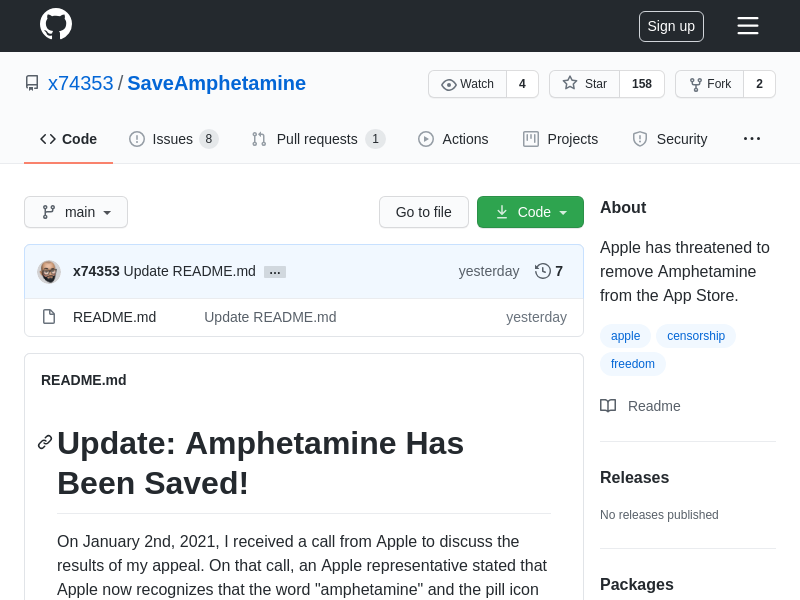 Sign up
x74353 / SaveAmphetamine
Watch 4 Star 158 Fork 2
Code Issues 8 Pull requests 1 Actions Projects Security ...
main Go to file Code
x74353 Update README.md ... yesterday 7
README.md Update README.md yesterday
README.md
Update: Amphetamine Has
Been Saved!
On January 2nd, 2021, I received a call from Apple to discuss the
results of my appeal. On that call, an Apple representative stated that
Apple now recognizes that the word "amphetamine" and the pill icon
About
Apple has threatened to
remove Amphetamine
from the App Store.
apple censorship
freedom
Readme
Releases
No releases published
Packages